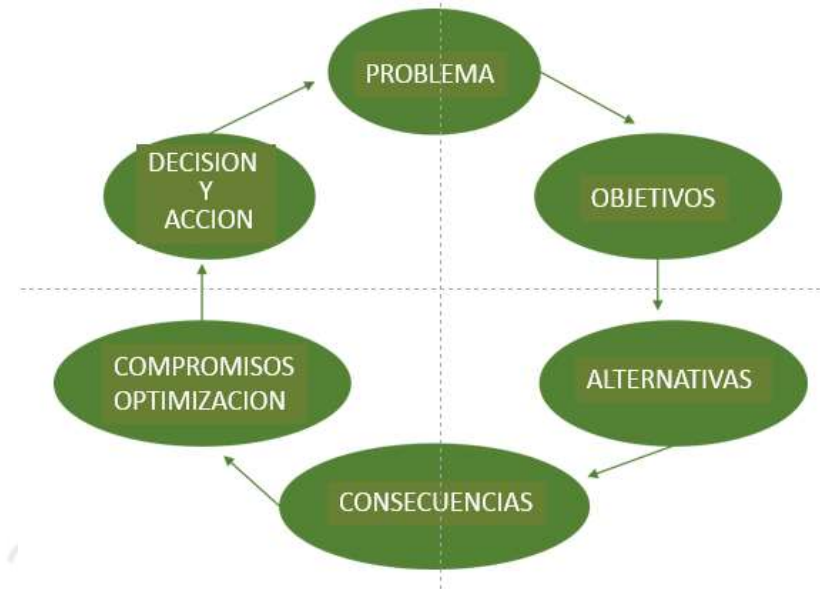 PROBLEMA
OBJETIVOS
ALTERNATIVAS
CONSECUENCIAS
COMPROMISOS
OPTIMIZACION
DECISION
Y
ACCION